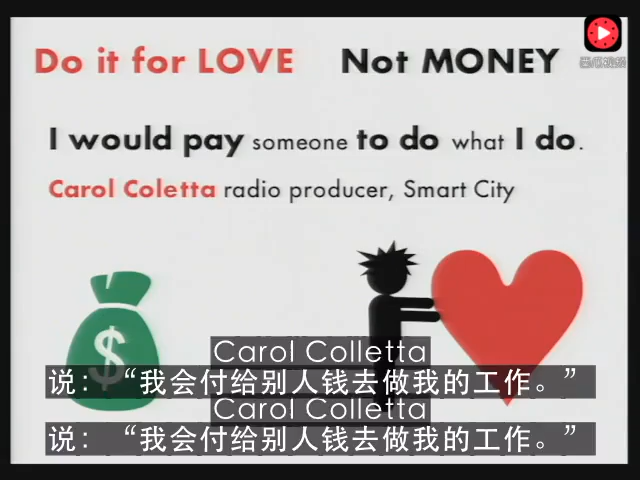 Do it for LOVE Not MONEY
I would pay someone to do what I do.
Carol Coletta radio producer, Smart City
$
Carol Colletta
说：“我会付给别人钱去做我的工作。”
Carol Colletta
说：“我会付给别人钱去做我的工作。”